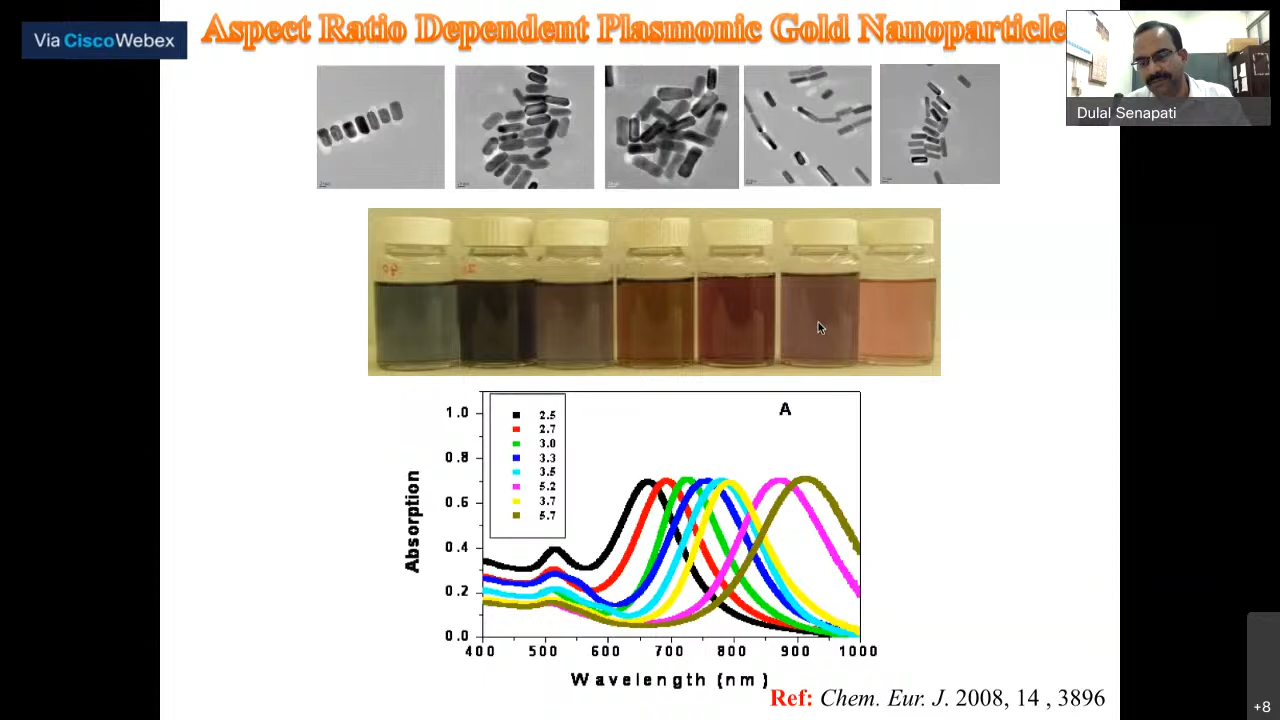 Via Cisco Webex
Aspect Ratio Dependent Plasmonic Gold Nanoparticle
Dulal Senapati
A
1.0
0.8
0.6
0.4
0.2
0.0
Absorption
2.5
2.7
3.0
3.3
3.5
5.2
3.7
5.7
400 500 600 700 800 900 1000
Wavelength (nm)
Ref: Chem. Eur. J. 2008, 14 , 3896
+8